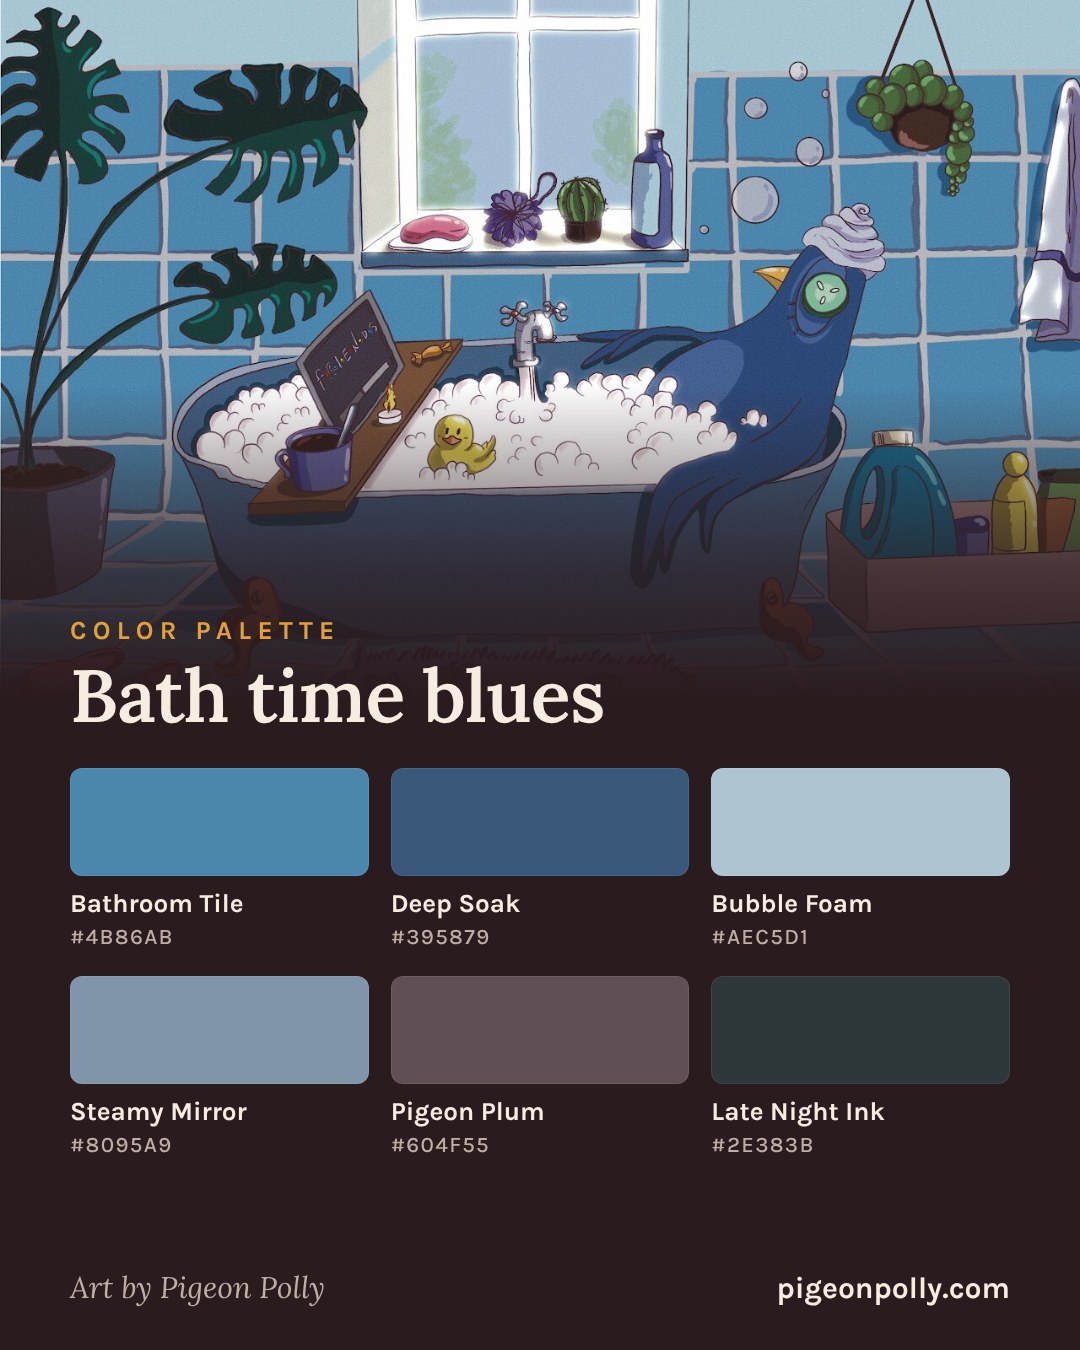 FRIENDS
COLOR PALETTE
Bath time blues
Bathroom Tile
#4B86AB
Deep Soak
#395879
Bubble Foam
#AEC5D1
Steamy Mirror
#8095A9
Pigeon Plum
#604F55
Late Night Ink
#2E383B
Art by Pigeon Polly
pigeonpolly.com